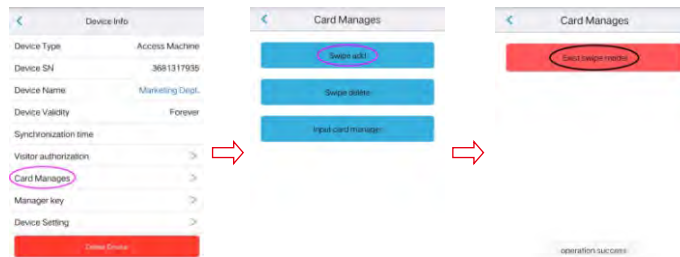 Device Info
Device Type Access Machine
Device SN 3681317935
Device Name Marketing Dept.
Device Validity Forever
Synchronization time
Visitor authorization >
Card Manages >
Manager key >
Device Setting >
Delete Device
Card Manages
Swipe add
Swipe delete
Input card manager
Card Manages
Exist swipe modes
operation success